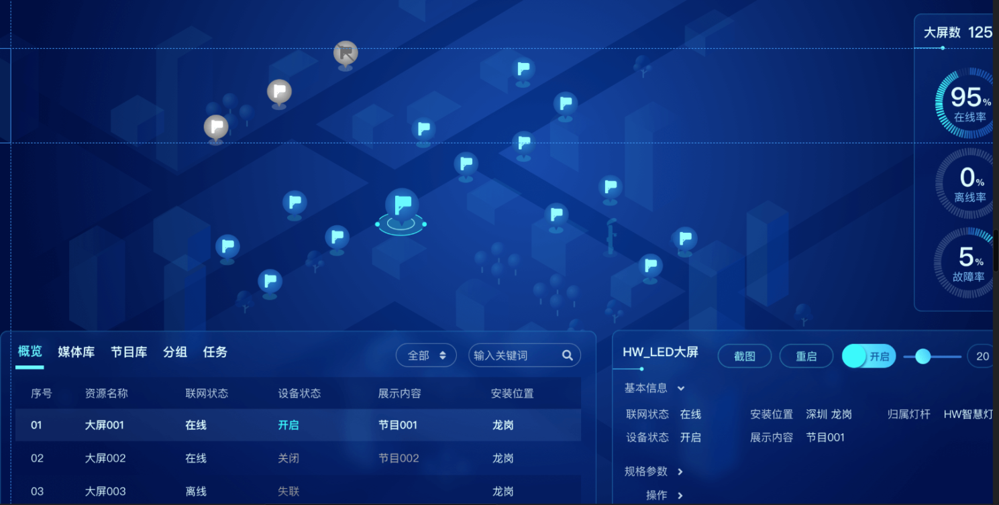 大屏数 125
95%
在线率
0%
离线率
5%
故障率
概览 媒体库 节目库 分组 任务 全部 输入关键词
序号 资源名称 联网状态 设备状态 展示内容 安装位置
01 大屏001 在线 开启 节目001 龙岗
02 大屏002 在线 关闭 节目002 龙岗
03 大屏003 离线 失联 龙岗
HW_LED大屏 截图 重启 开启 20
基本信息
联网状态 在线 安装位置 深圳 龙岗 归属灯杆 HW智慧灯
设备状态 开启 展示内容 节目001
规格参数
操作